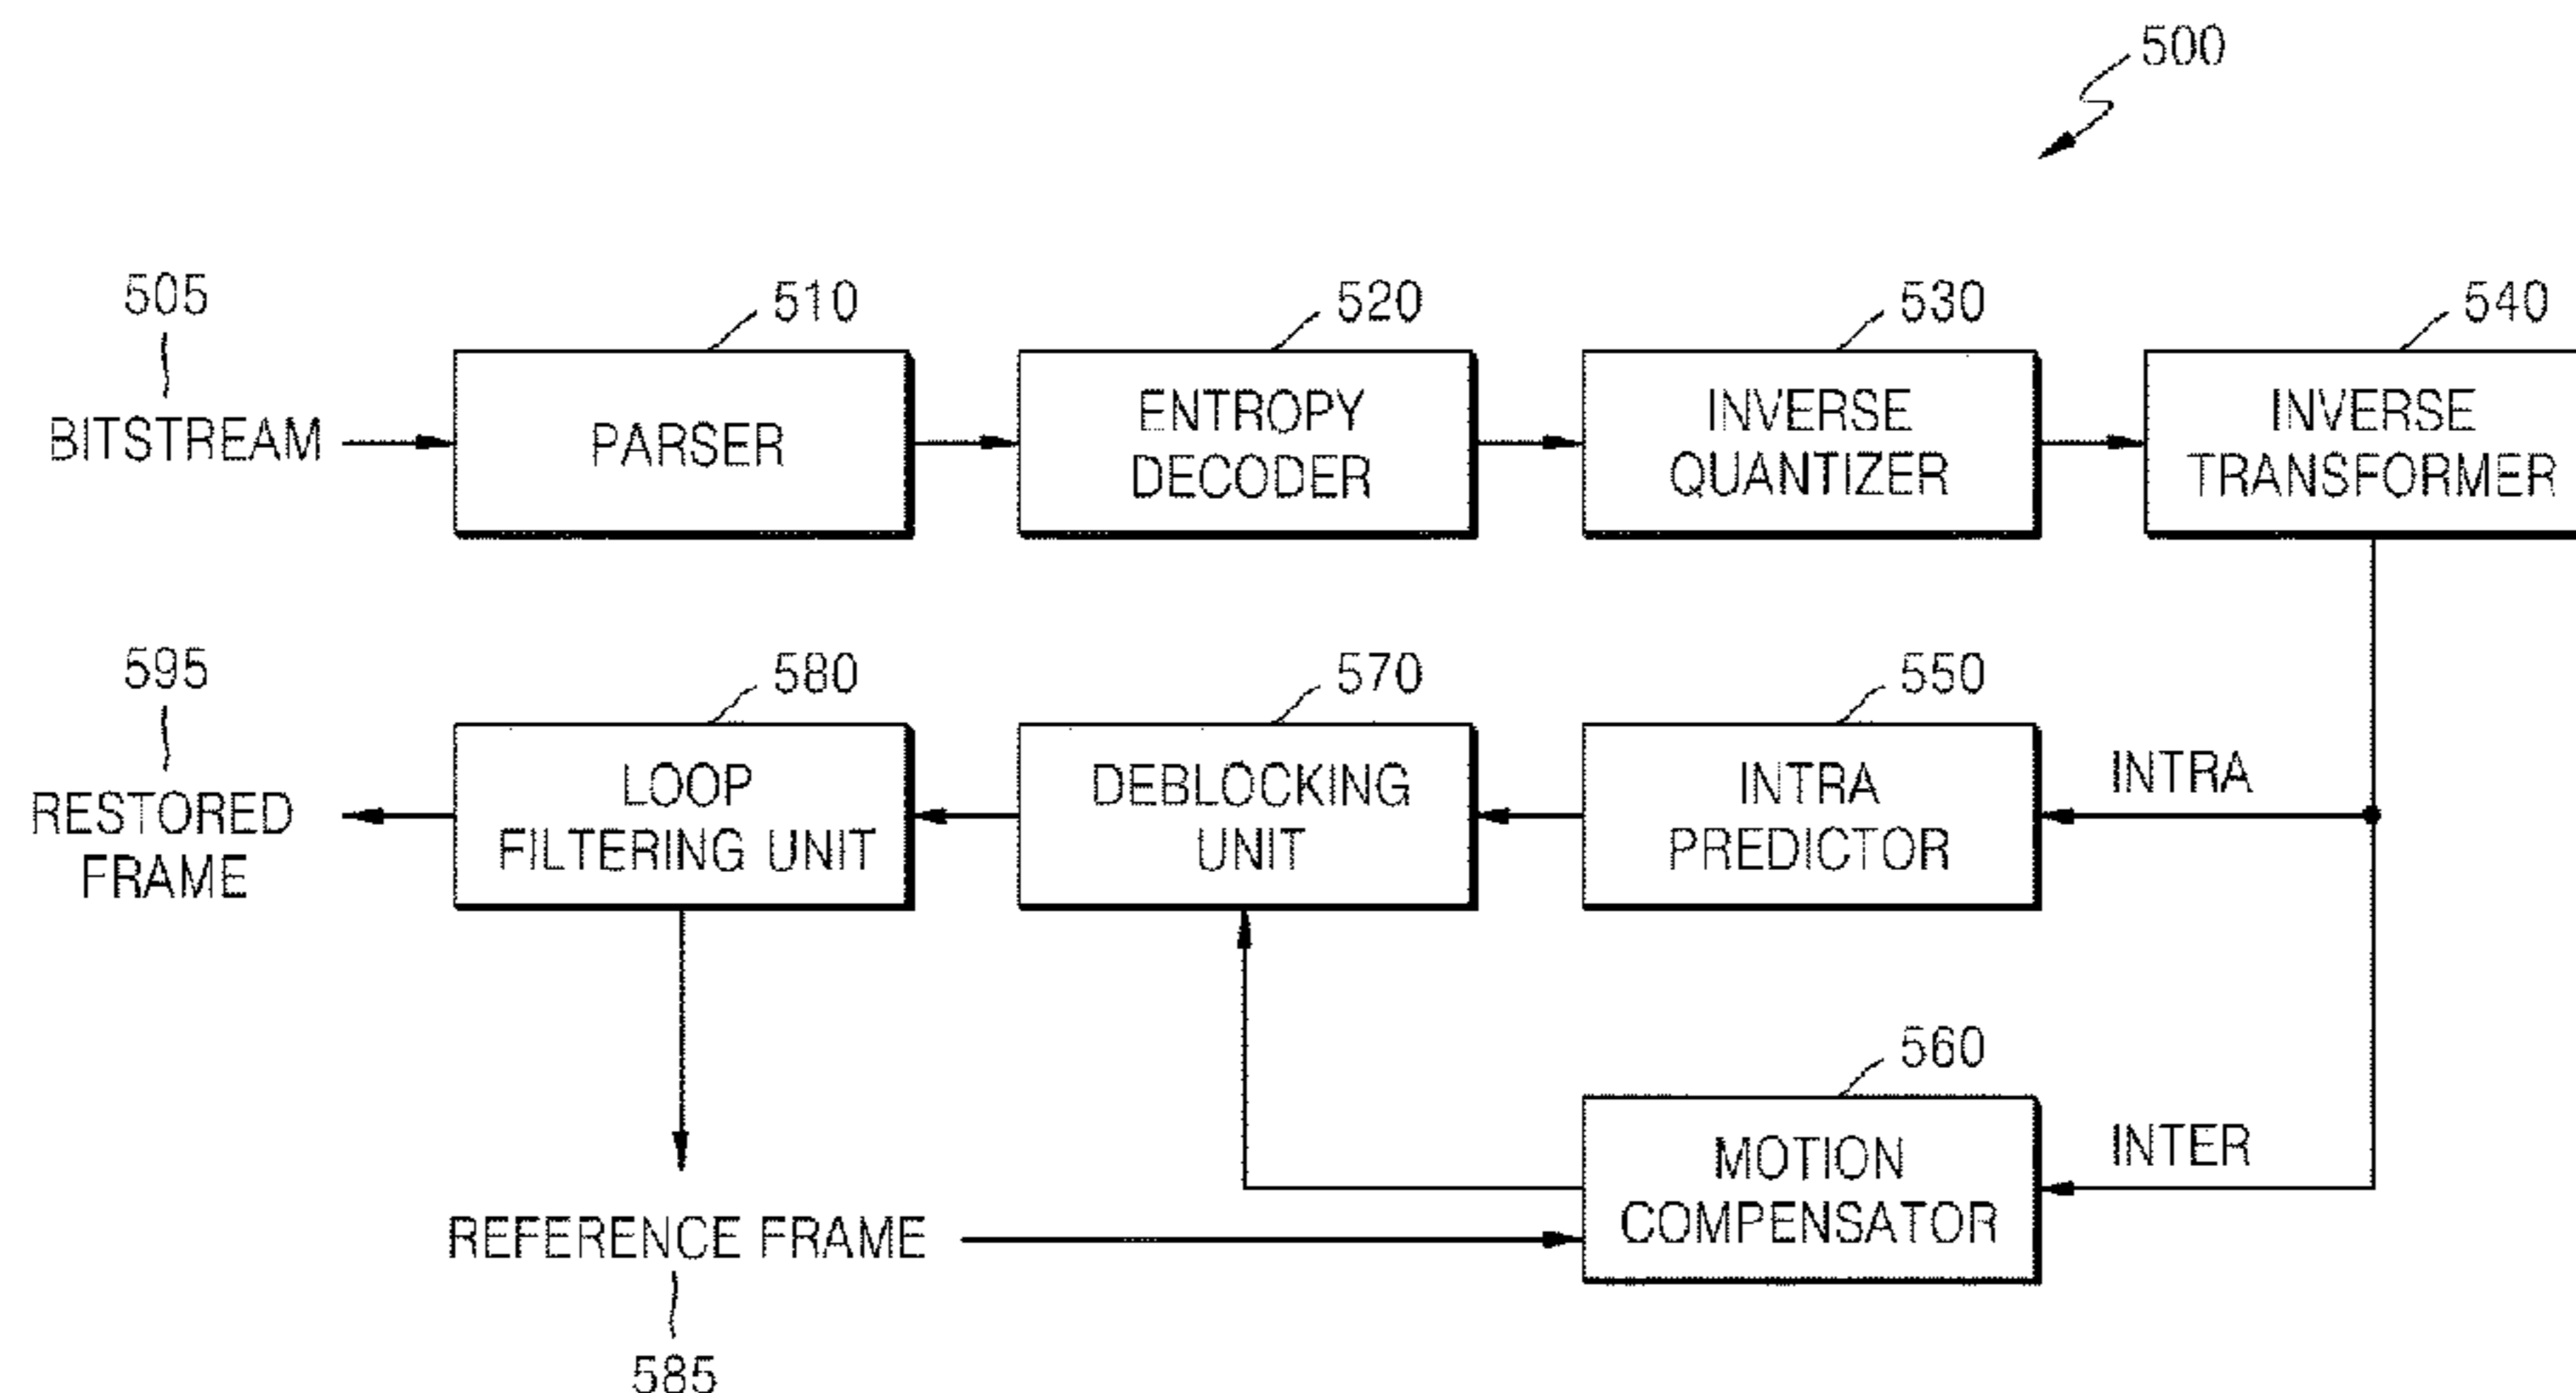 500
505
510
520
530
540
BITSTREAM
PARSER
ENTROPY
DECODER
INVERSE
QUANTIZER
INVERSE
TRANSFORMER
595
580
570
550
RESTORED
FRAME
LOOP
FILTERING UNIT
DEBLOCKING
UNIT
INTRA
PREDICTOR
INTRA
560
MOTION
COMPENSATOR
INTER
REFERENCE FRAME
585